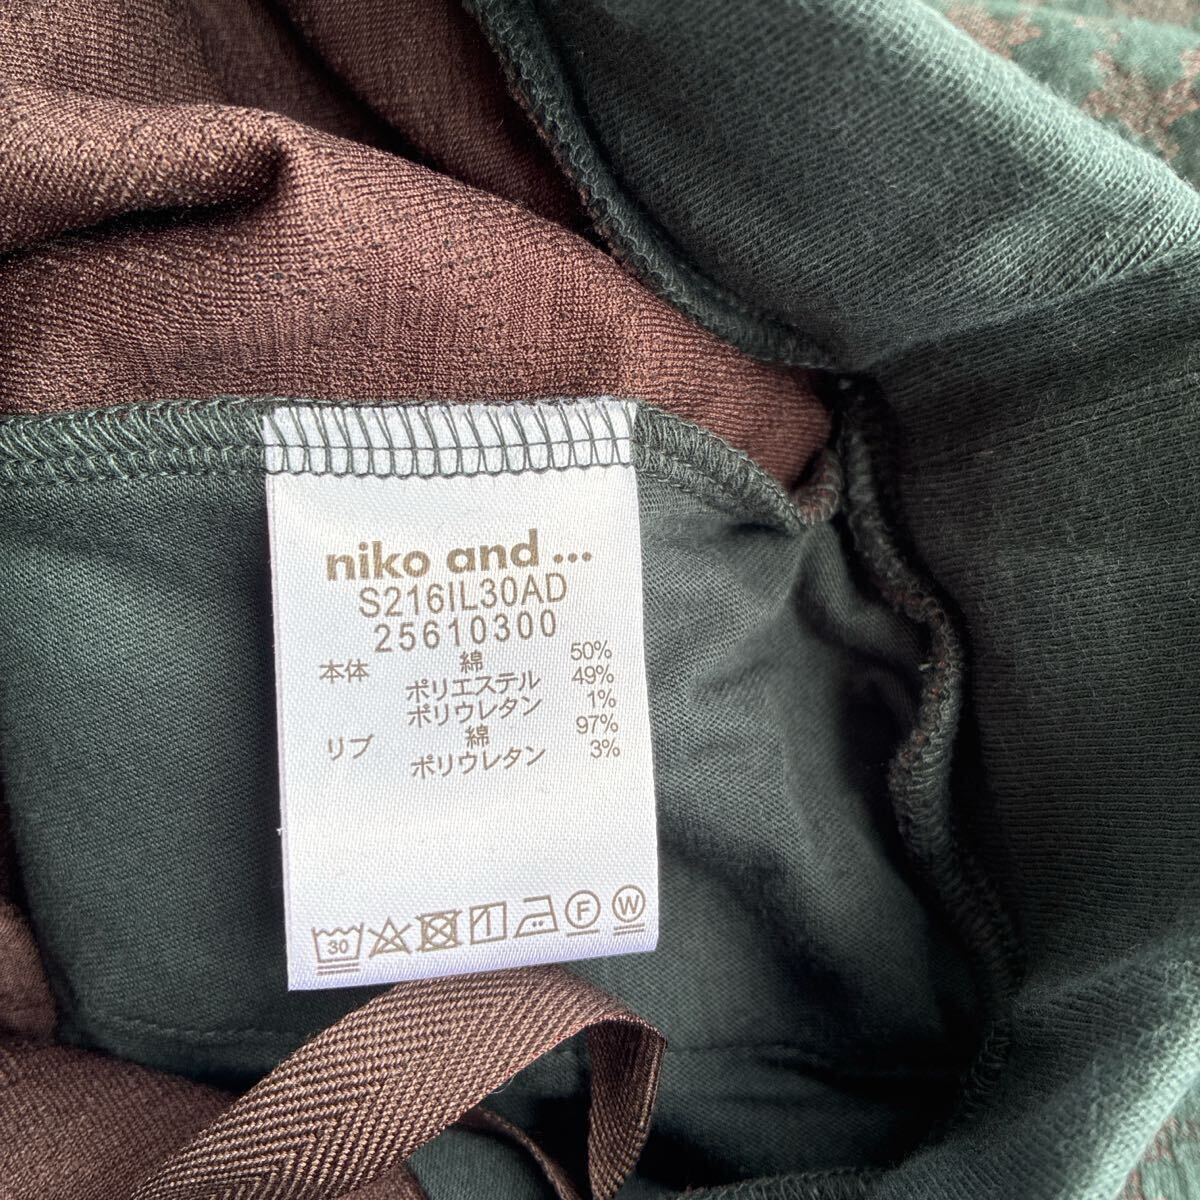 niko and ...
S216IL30AD
25610300
本体 綿 50%
ポリエステル 49%
ポリウレタン 1%
リブ 綿 97%
ポリウレタン 3%
30 F W